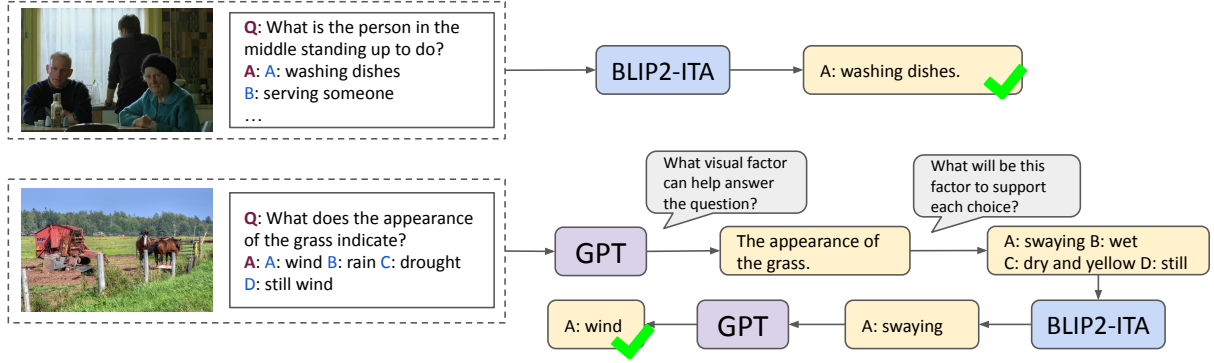 Q: What is the person in the
middle standing up to do?
A: A: washing dishes
B: serving someone
...
BLIP2-ITA
A: washing dishes.
Q: What does the appearance
of the grass indicate?
A: A: wind B: rain C: drought
D: still wind
GPT
What visual factor
can help answer
the question?
The appearance of
the grass.
What will be this
factor to support
each choice?
A: swaying B: wet
C: dry and yellow D: still
BLIP2-ITA
A: swaying
GPT
A: wind